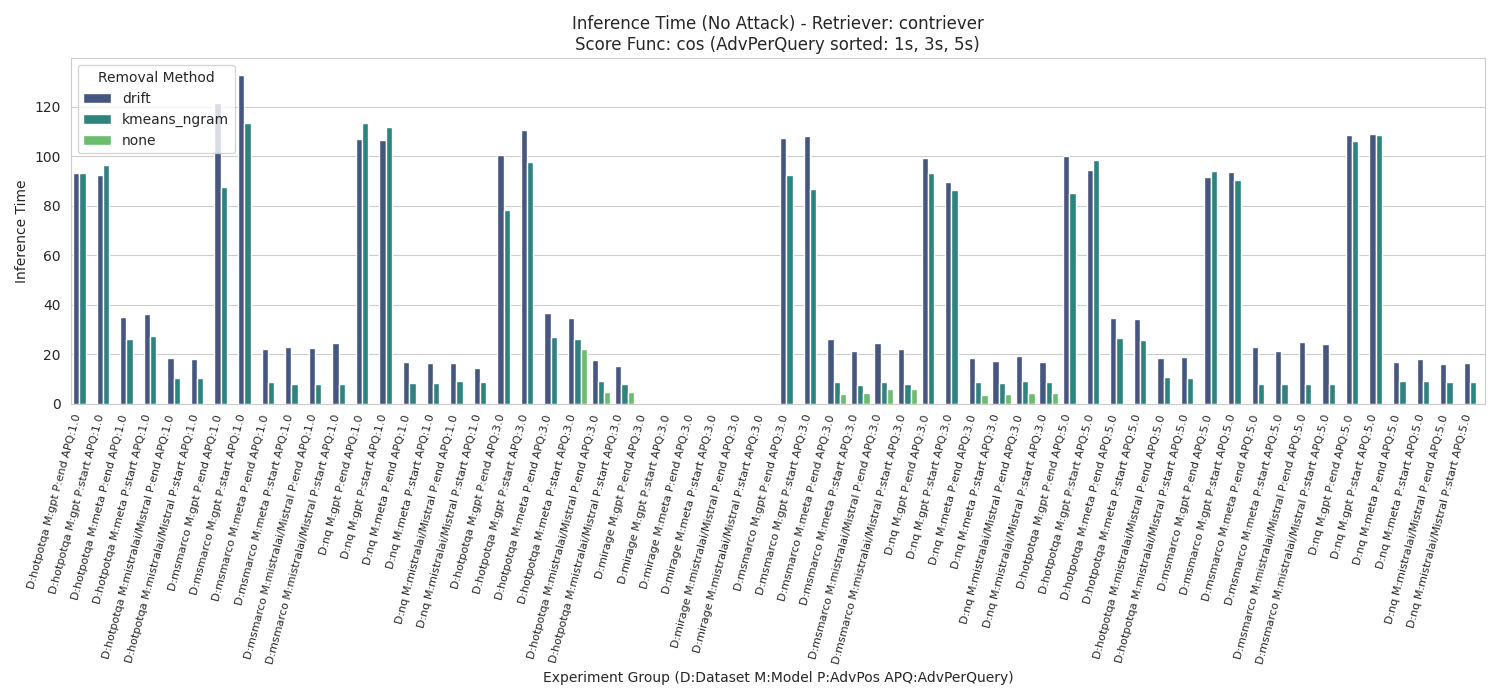 Inference Time (No Attack) - Retriever: contriever
Score Func: cos (AdvPerQuery sorted: 1s, 3s, 5s)
Removal Method
drift
kmeans_ngram
none
Inference Time
120
100
80
60
40
20
0
D:hotpotqa M:gpt P:end APQ:1.0
D:hotpotqa M:gpt P:start APQ:1.0
D:hotpotqa M:meta P:end APQ:1.0
D:hotpotqa M:meta P:start APQ:1.0
D:hotpotqa M:mistralai/Mistral P:end APQ:1.0
D:hotpotqa M:mistralai/Mistral P:start APQ:1.0
D:msmarco M:gpt P:end APQ:1.0
D:msmarco M:gpt P:start APQ:1.0
D:msmarco M:meta P:end APQ:1.0
D:msmarco M:meta P:start APQ:1.0
D:msmarco M:mistralai/Mistral P:end APQ:1.0
D:msmarco M:mistralai/Mistral P:start APQ:1.0
D:nq M:gpt P:end APQ:1.0
D:nq M:gpt P:start APQ:1.0
D:nq M:meta P:end APQ:1.0
D:nq M:meta P:start APQ:1.0
D:nq M:mistralai/Mistral P:end APQ:1.0
D:nq M:mistralai/Mistral P:start APQ:1.0
D:hotpotqa M:gpt P:end APQ:3.0
D:hotpotqa M:gpt P:start APQ:3.0
D:hotpotqa M:meta P:end APQ:3.0
D:hotpotqa M:meta P:start APQ:3.0
D:hotpotqa M:mistralai/Mistral P:end APQ:3.0
D:hotpotqa M:mistralai/Mistral P:start APQ:3.0
D:mirage M:gpt P:end APQ:3.0
D:mirage M:gpt P:start APQ:3.0
D:mirage M:meta P:end APQ:3.0
D:mirage M:meta P:start APQ:3.0
D:mirage M:mistralai/Mistral P:end APQ:3.0
D:mirage M:mistralai/Mistral P:start APQ:3.0
D:msmarco M:gpt P:end APQ:3.0
D:msmarco M:gpt P:start APQ:3.0
D:msmarco M:meta P:end APQ:3.0
D:msmarco M:meta P:start APQ:3.0
D:msmarco M:mistralai/Mistral P:end APQ:3.0
D:msmarco M:mistralai/Mistral P:start APQ:3.0
D:nq M:gpt P:end APQ:3.0
D:nq M:gpt P:start APQ:3.0
D:nq M:meta P:end APQ:3.0
D:nq M:meta P:start APQ:3.0
D:nq M:mistralai/Mistral P:end APQ:3.0
D:nq M:mistralai/Mistral P:start APQ:3.0
D:hotpotqa M:gpt P:end APQ:5.0
D:hotpotqa M:gpt P:start APQ:5.0
D:hotpotqa M:meta P:end APQ:5.0
D:hotpotqa M:meta P:start APQ:5.0
D:hotpotqa M:mistralai/Mistral P:end APQ:5.0
D:hotpotqa M:mistralai/Mistral P:start APQ:5.0
D:msmarco M:gpt P:end APQ:5.0
D:msmarco M:gpt P:start APQ:5.0
D:msmarco M:meta P:end APQ:5.0
D:msmarco M:meta P:start APQ:5.0
D:msmarco M:mistralai/Mistral P:end APQ:5.0
D:msmarco M:mistralai/Mistral P:start APQ:5.0
D:nq M:gpt P:end APQ:5.0
D:nq M:gpt P:start APQ:5.0
D:nq M:meta P:end APQ:5.0
D:nq M:meta P:start APQ:5.0
D:nq M:mistralai/Mistral P:end APQ:5.0
D:nq M:mistralai/Mistral P:start APQ:5.0
Experiment Group (D:Dataset M:Model P:AdvPos APQ:AdvPerQuery)